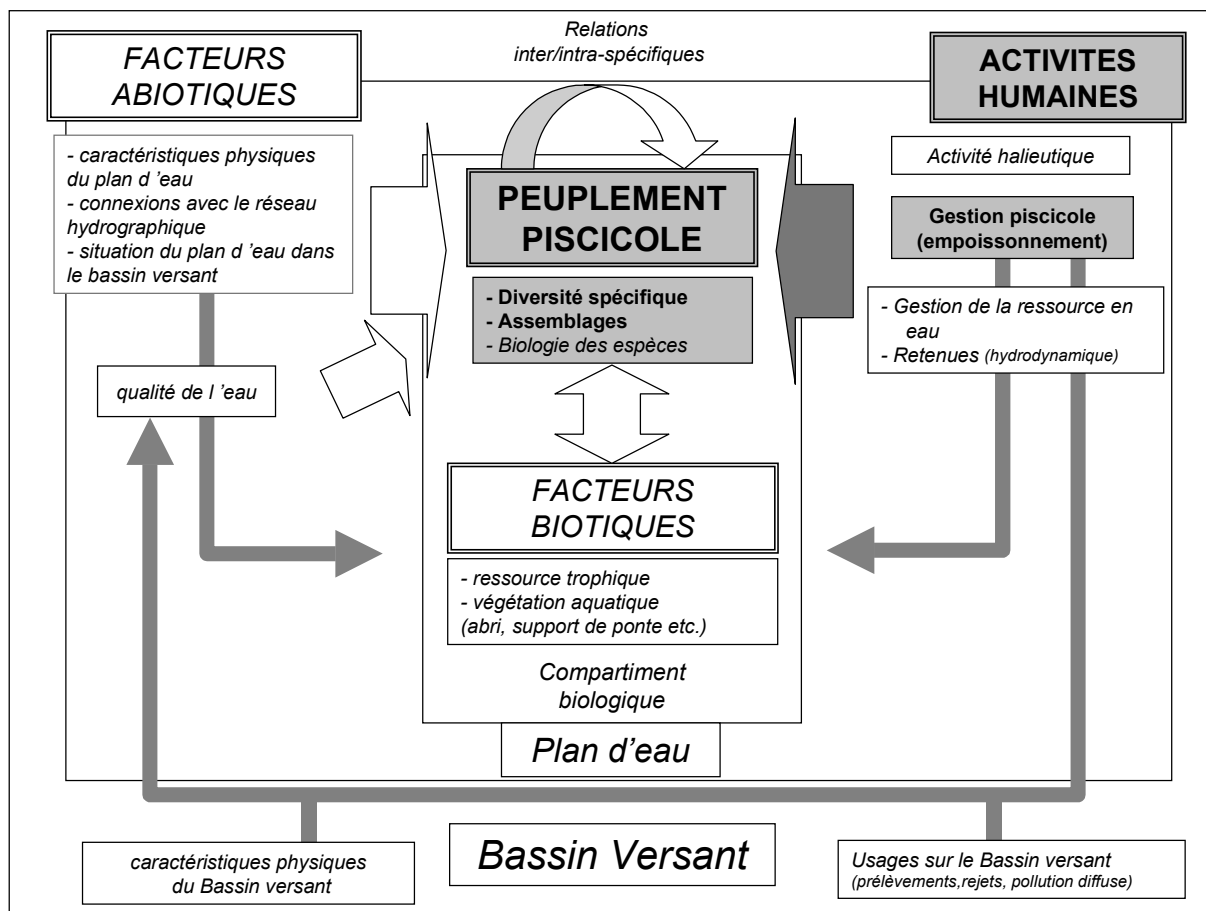 Relations
inter/intra-spécifiques
FACTEURS
ABIOTIQUES
- caractéristiques physiques
du plan d ’eau
- connexions avec le réseau
hydrographique
- situation du plan d ’eau dans
le bassin versant
qualité de l ’eau
PEUPLEMENT
PISCICOLE
- Diversité spécifique
- Assemblages
- Biologie des espèces
FACTEURS
BIOTIQUES
- ressource trophique
- végétation aquatique
(abri, support de ponte etc.)
Compartiment
biologique
Plan d’eau
ACTIVITES
HUMAINES
Activité halieutique
Gestion piscicole
(empoissonnement)
- Gestion de la ressource en
eau
- Retenues (hydrodynamique)
caractéristiques physiques
du Bassin versant
Bassin Versant
Usages sur le Bassin versant
(prélèvements,rejets, pollution diffuse)